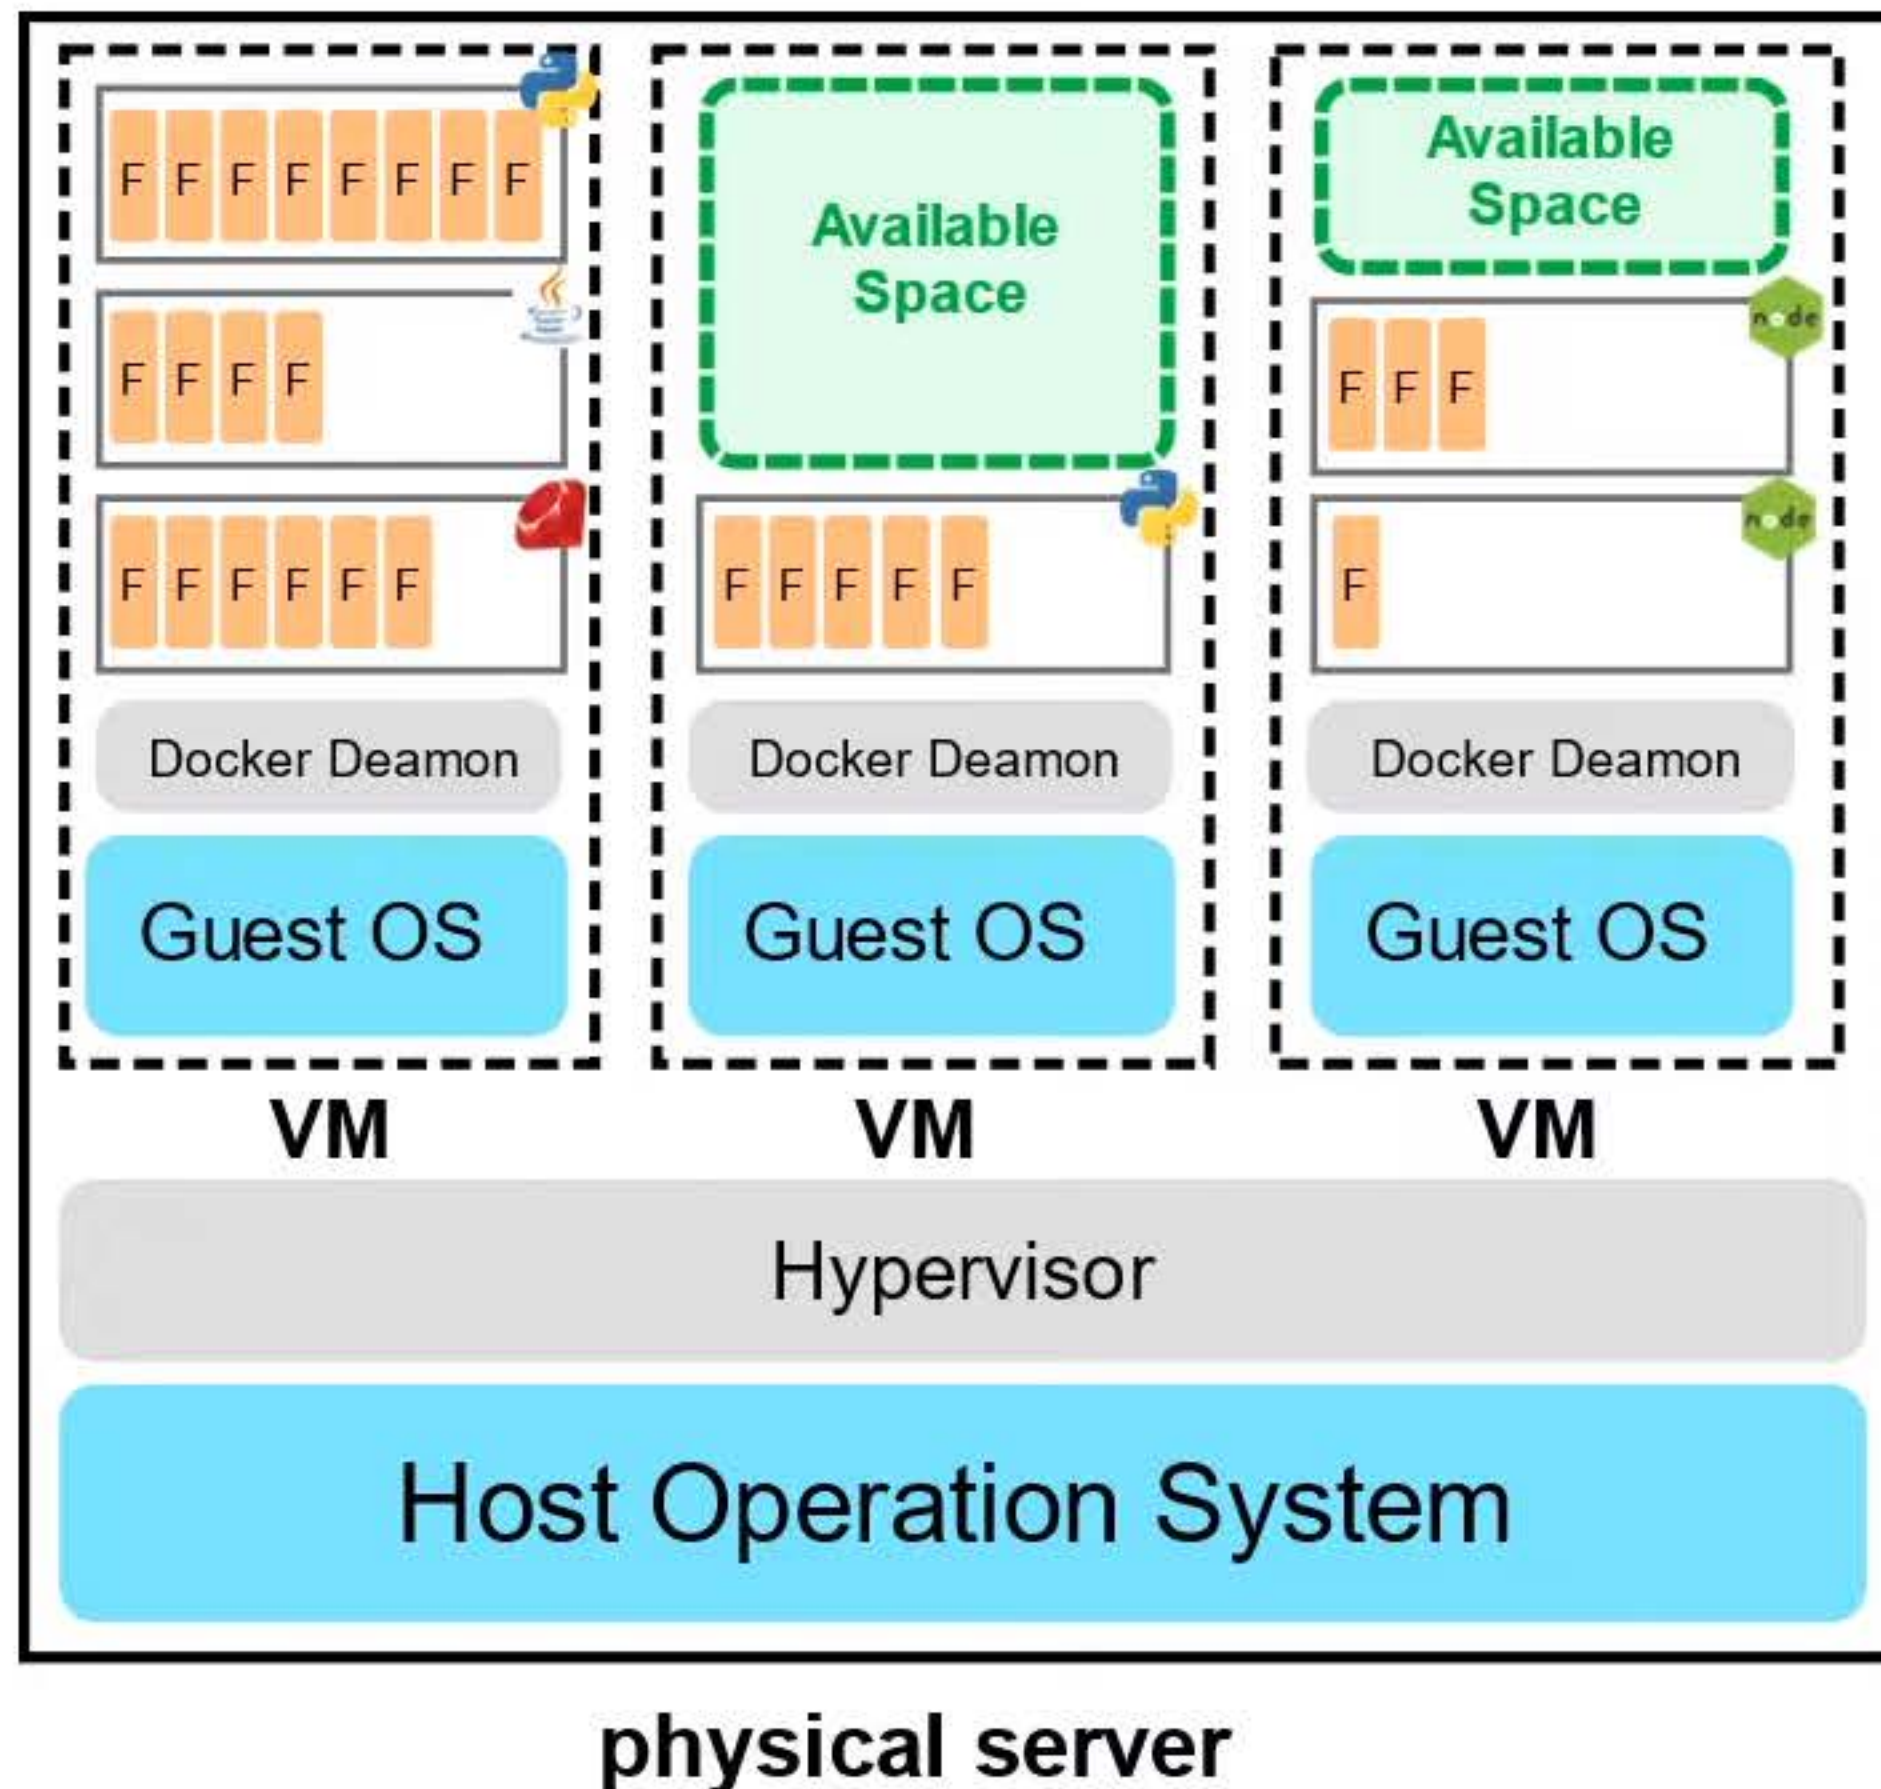 F F F F F F F F
F F F F
F F F F F F
Docker Deamon
Guest OS
VM
Available
Space
F F F F F
Docker Deamon
Guest OS
VM
Available
Space
node
F F F
node
F
Docker Deamon
Guest OS
VM
Hypervisor
Host Operation System
physical server